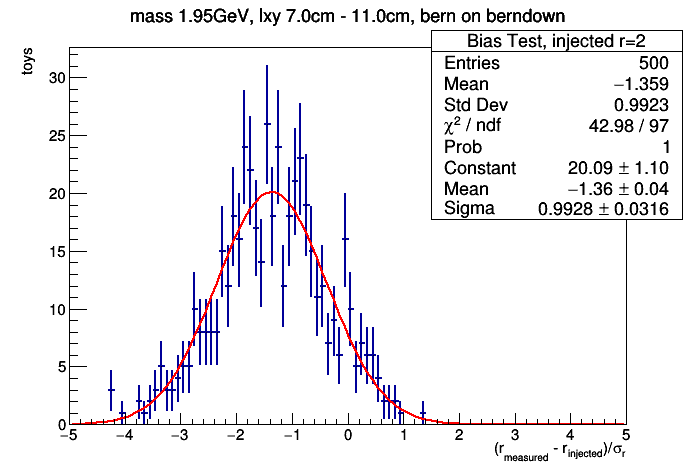 mass 1.95GeV, lxy 7.0cm - 11.0cm, bern on berndown
Bias Test, injected r=2
Entries 500
Mean −1.359
Std Dev 0.9923
χ² / ndf 42.98 / 97
Prob 1
Constant 20.09 ± 1.10
Mean −1.36 ± 0.04
Sigma 0.9928 ± 0.0316
toys
30
25
20
15
10
5
0
−5 −4 −3 −2 −1 0 1 2 3 4 5
(r_measured - r_injected)/σ_r